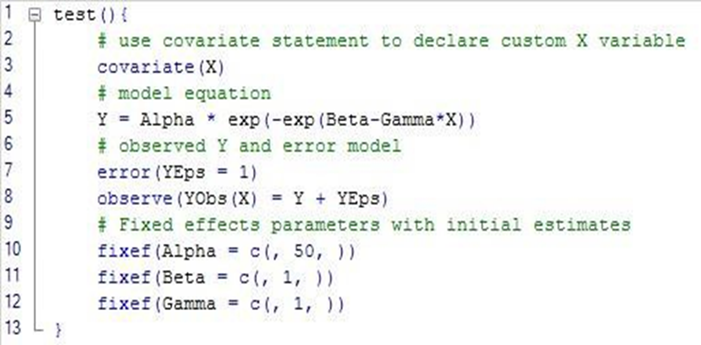 1 test(){
2 # use covariate statement to declare custom X variable
3 covariate(X)
4 # model equation
5 Y = Alpha * exp(-exp(Beta-Gamma*X))
6 # observed Y and error model
7 error(YEps = 1)
8 observe(YObs(X) = Y + YEps)
9 # Fixed effects parameters with initial estimates
10 fixef(Alpha = c(, 50, ))
11 fixef(Beta = c(, 1, ))
12 fixef(Gamma = c(, 1, ))
13 }